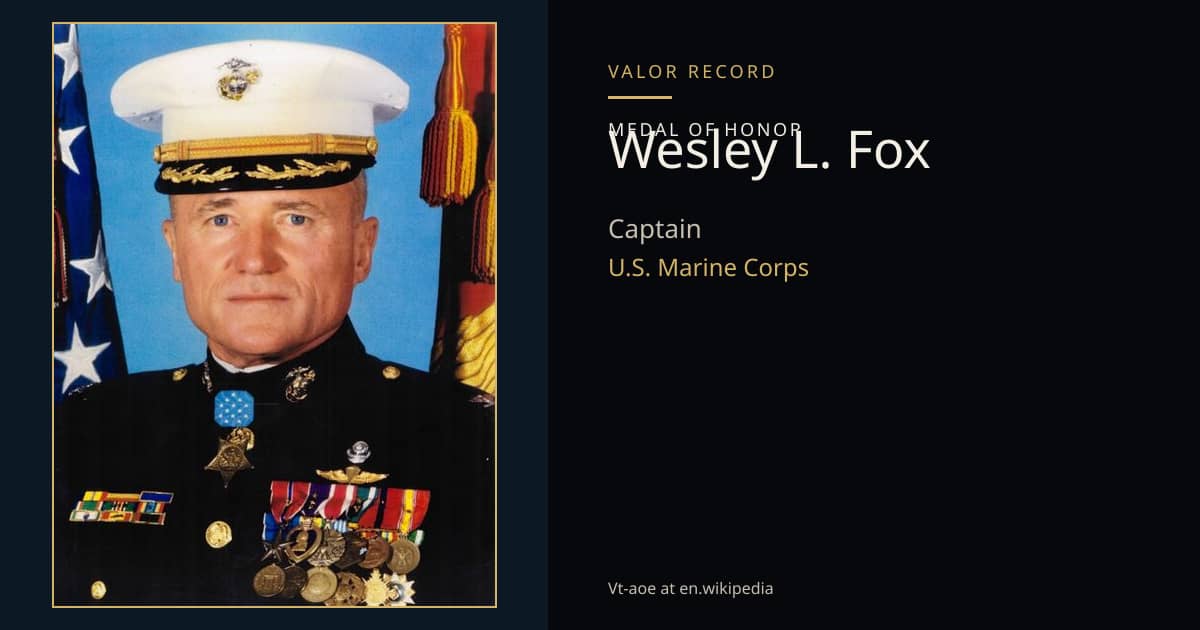 VALOR RECORD
MEDAL OF HONOR
Wesley L. Fox
Captain
U.S. Marine Corps
Vt-aoe at en.wikipedia